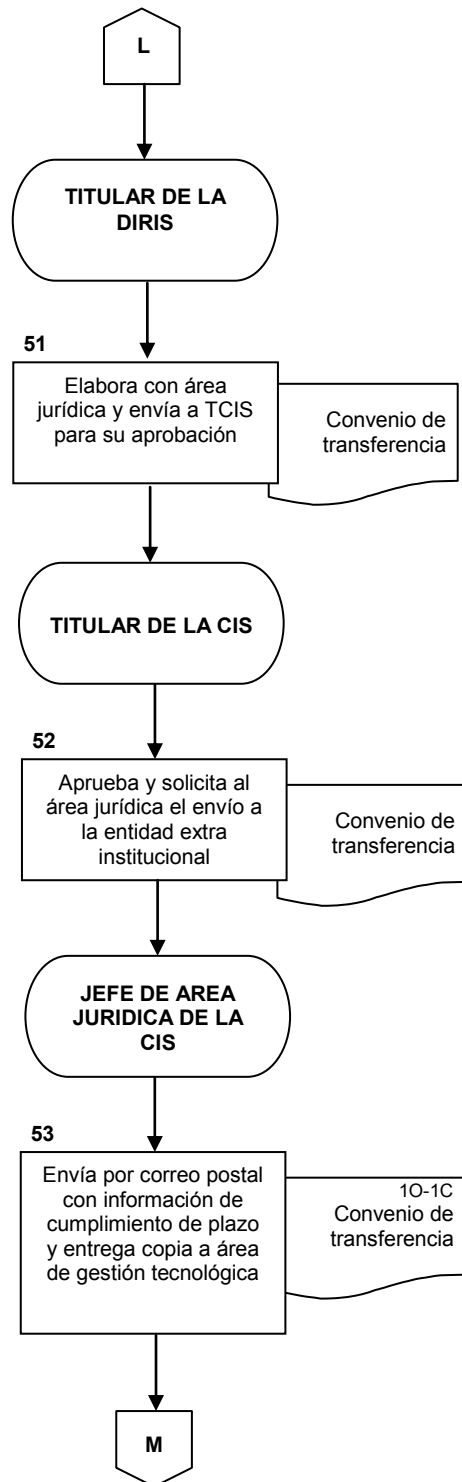 L
TITULAR DE LA
DIRIS
51
Elabora con área
jurídica y envía a TCIS
para su aprobación
Convenio de
transferencia
TITULAR DE LA CIS
52
Aprueba y solicita al
área jurídica el envío a
la entidad extra
institucional
Convenio de
transferencia
JEFE DE AREA
JURIDICA DE LA
CIS
53
Envía por correo postal
con información de
cumplimiento de plazo
y entrega copia a área
de gestión tecnológica
1O-1C
Convenio de
transferencia
M